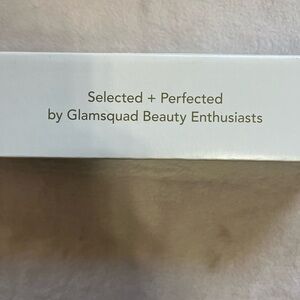 Selected + Perfected
by Glamsquad Beauty Enthusiasts